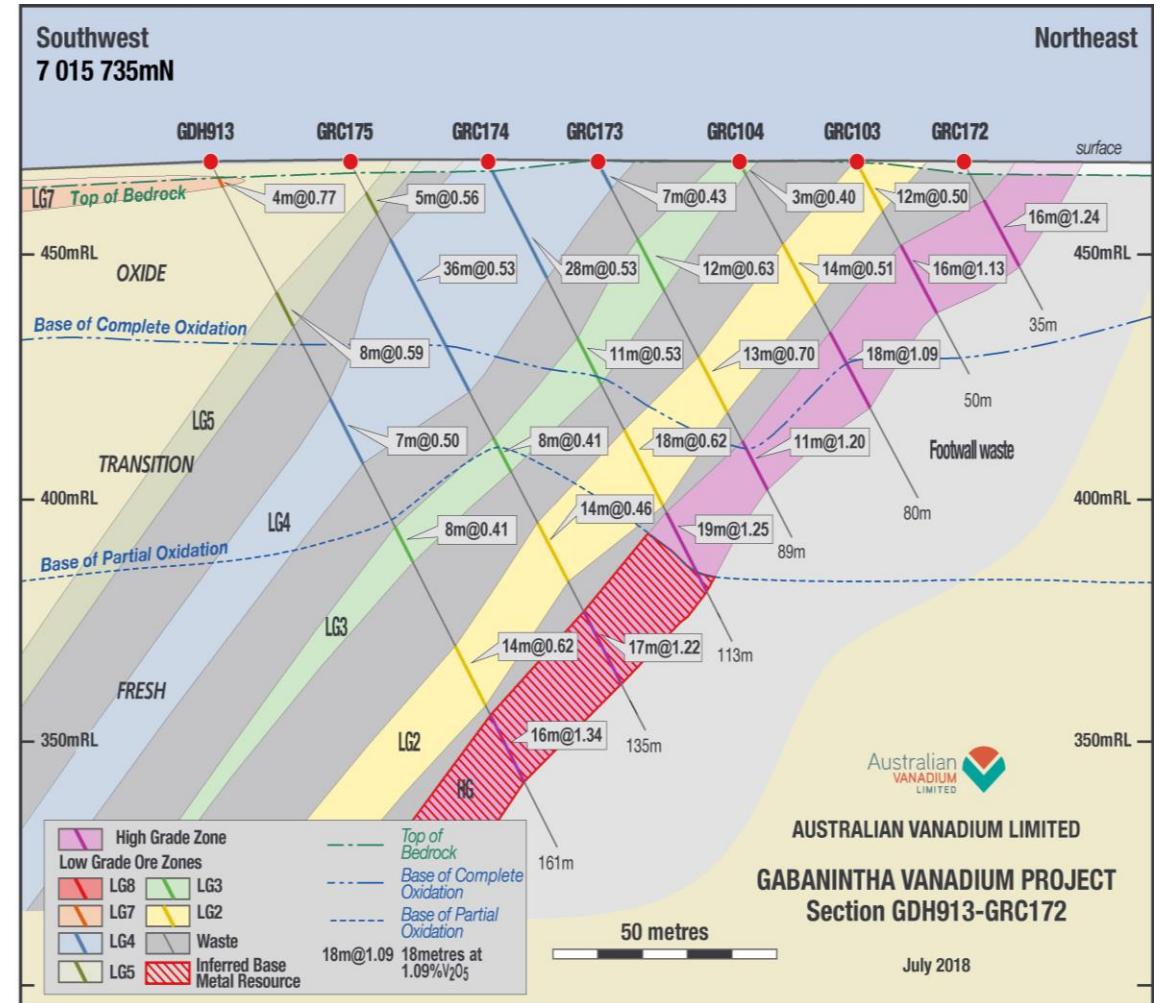 Southwest
7 015 735mN
Northeast
GDH913
GRC175
GRC174
GRC173
GRC104
GRC103
GRC172
surface
LG7
Top of Bedrock
4m@0.77
5m@0.56
7m@0.43
3m@0.40
12m@0.50
16m@1.24
450mRL
OXIDE
36m@0.53
28m@0.53
12m@0.63
14m@0.51
16m@1.13
450mRL
35m
Base of Complete Oxidation
8m@0.59
11m@0.53
13m@0.70
18m@1.09
50m
LG5
TRANSITION
7m@0.50
8m@0.41
18m@0.62
11m@1.20
Footwall waste
400mRL
LG4
14m@0.46
80m
400mRL
8m@0.41
19m@1.25
89m
Base of Partial Oxidation
LG3
14m@0.62
17m@1.22
113m
FRESH
350mRL
LG2
16m@1.34
135m
350mRL
HG
161m
Australian
VANADIUM
LIMITED
AUSTRALIAN VANADIUM LIMITED
GABANINTHA VANADIUM PROJECT
Section GDH913-GRC172
July 2018
50 metres
High Grade Zone
Low Grade Ore Zones
LG8
LG3
LG7
LG2
LG4
Waste
LG5
Inferred Base
Metal Resource
Top of
Bedrock
Base of Complete
Oxidation
Base of Partial
Oxidation
18m@1.09 18metres at
1.09%V₂O₅